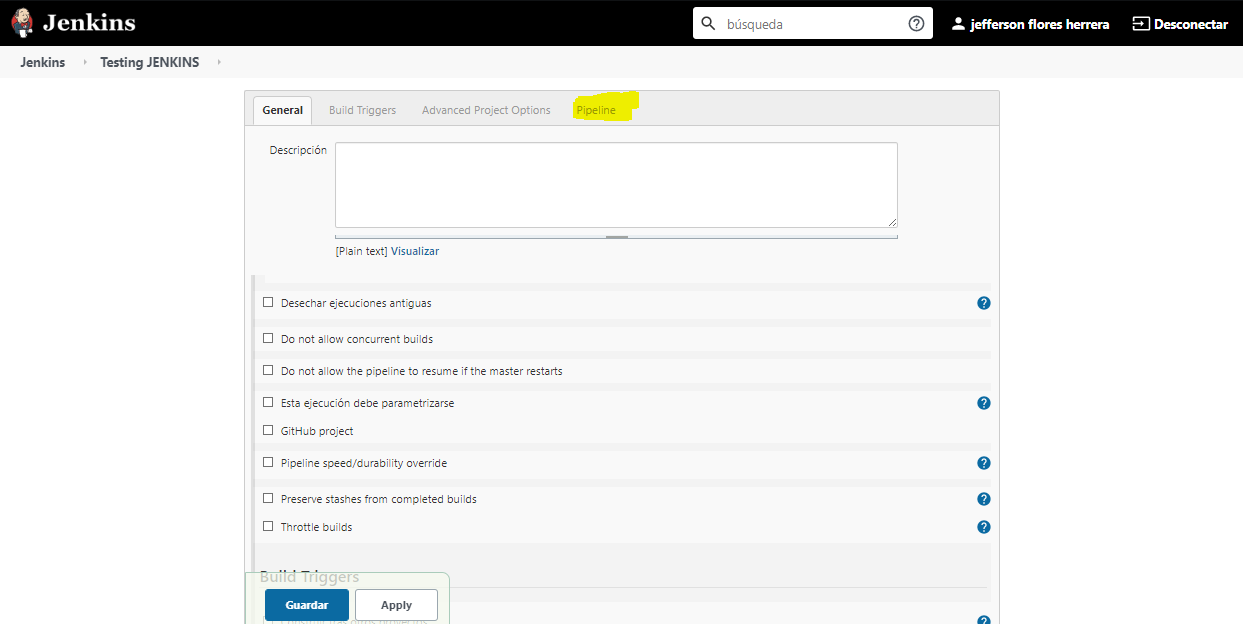 Jenkins
búsqueda
jefferson flores herrera
Desconectar
Jenkins
Testing JENKINS
General
Build Triggers
Advanced Project Options
Pipeline
Descripción
[Plain text] Visualizar
Desechar ejecuciones antiguas
Do not allow concurrent builds
Do not allow the pipeline to resume if the master restarts
Esta ejecución debe parametrizarse
GitHub project
Pipeline speed/durability override
Preserve stashes from completed builds
Throttle builds
Build Triggers
Guardar
Apply